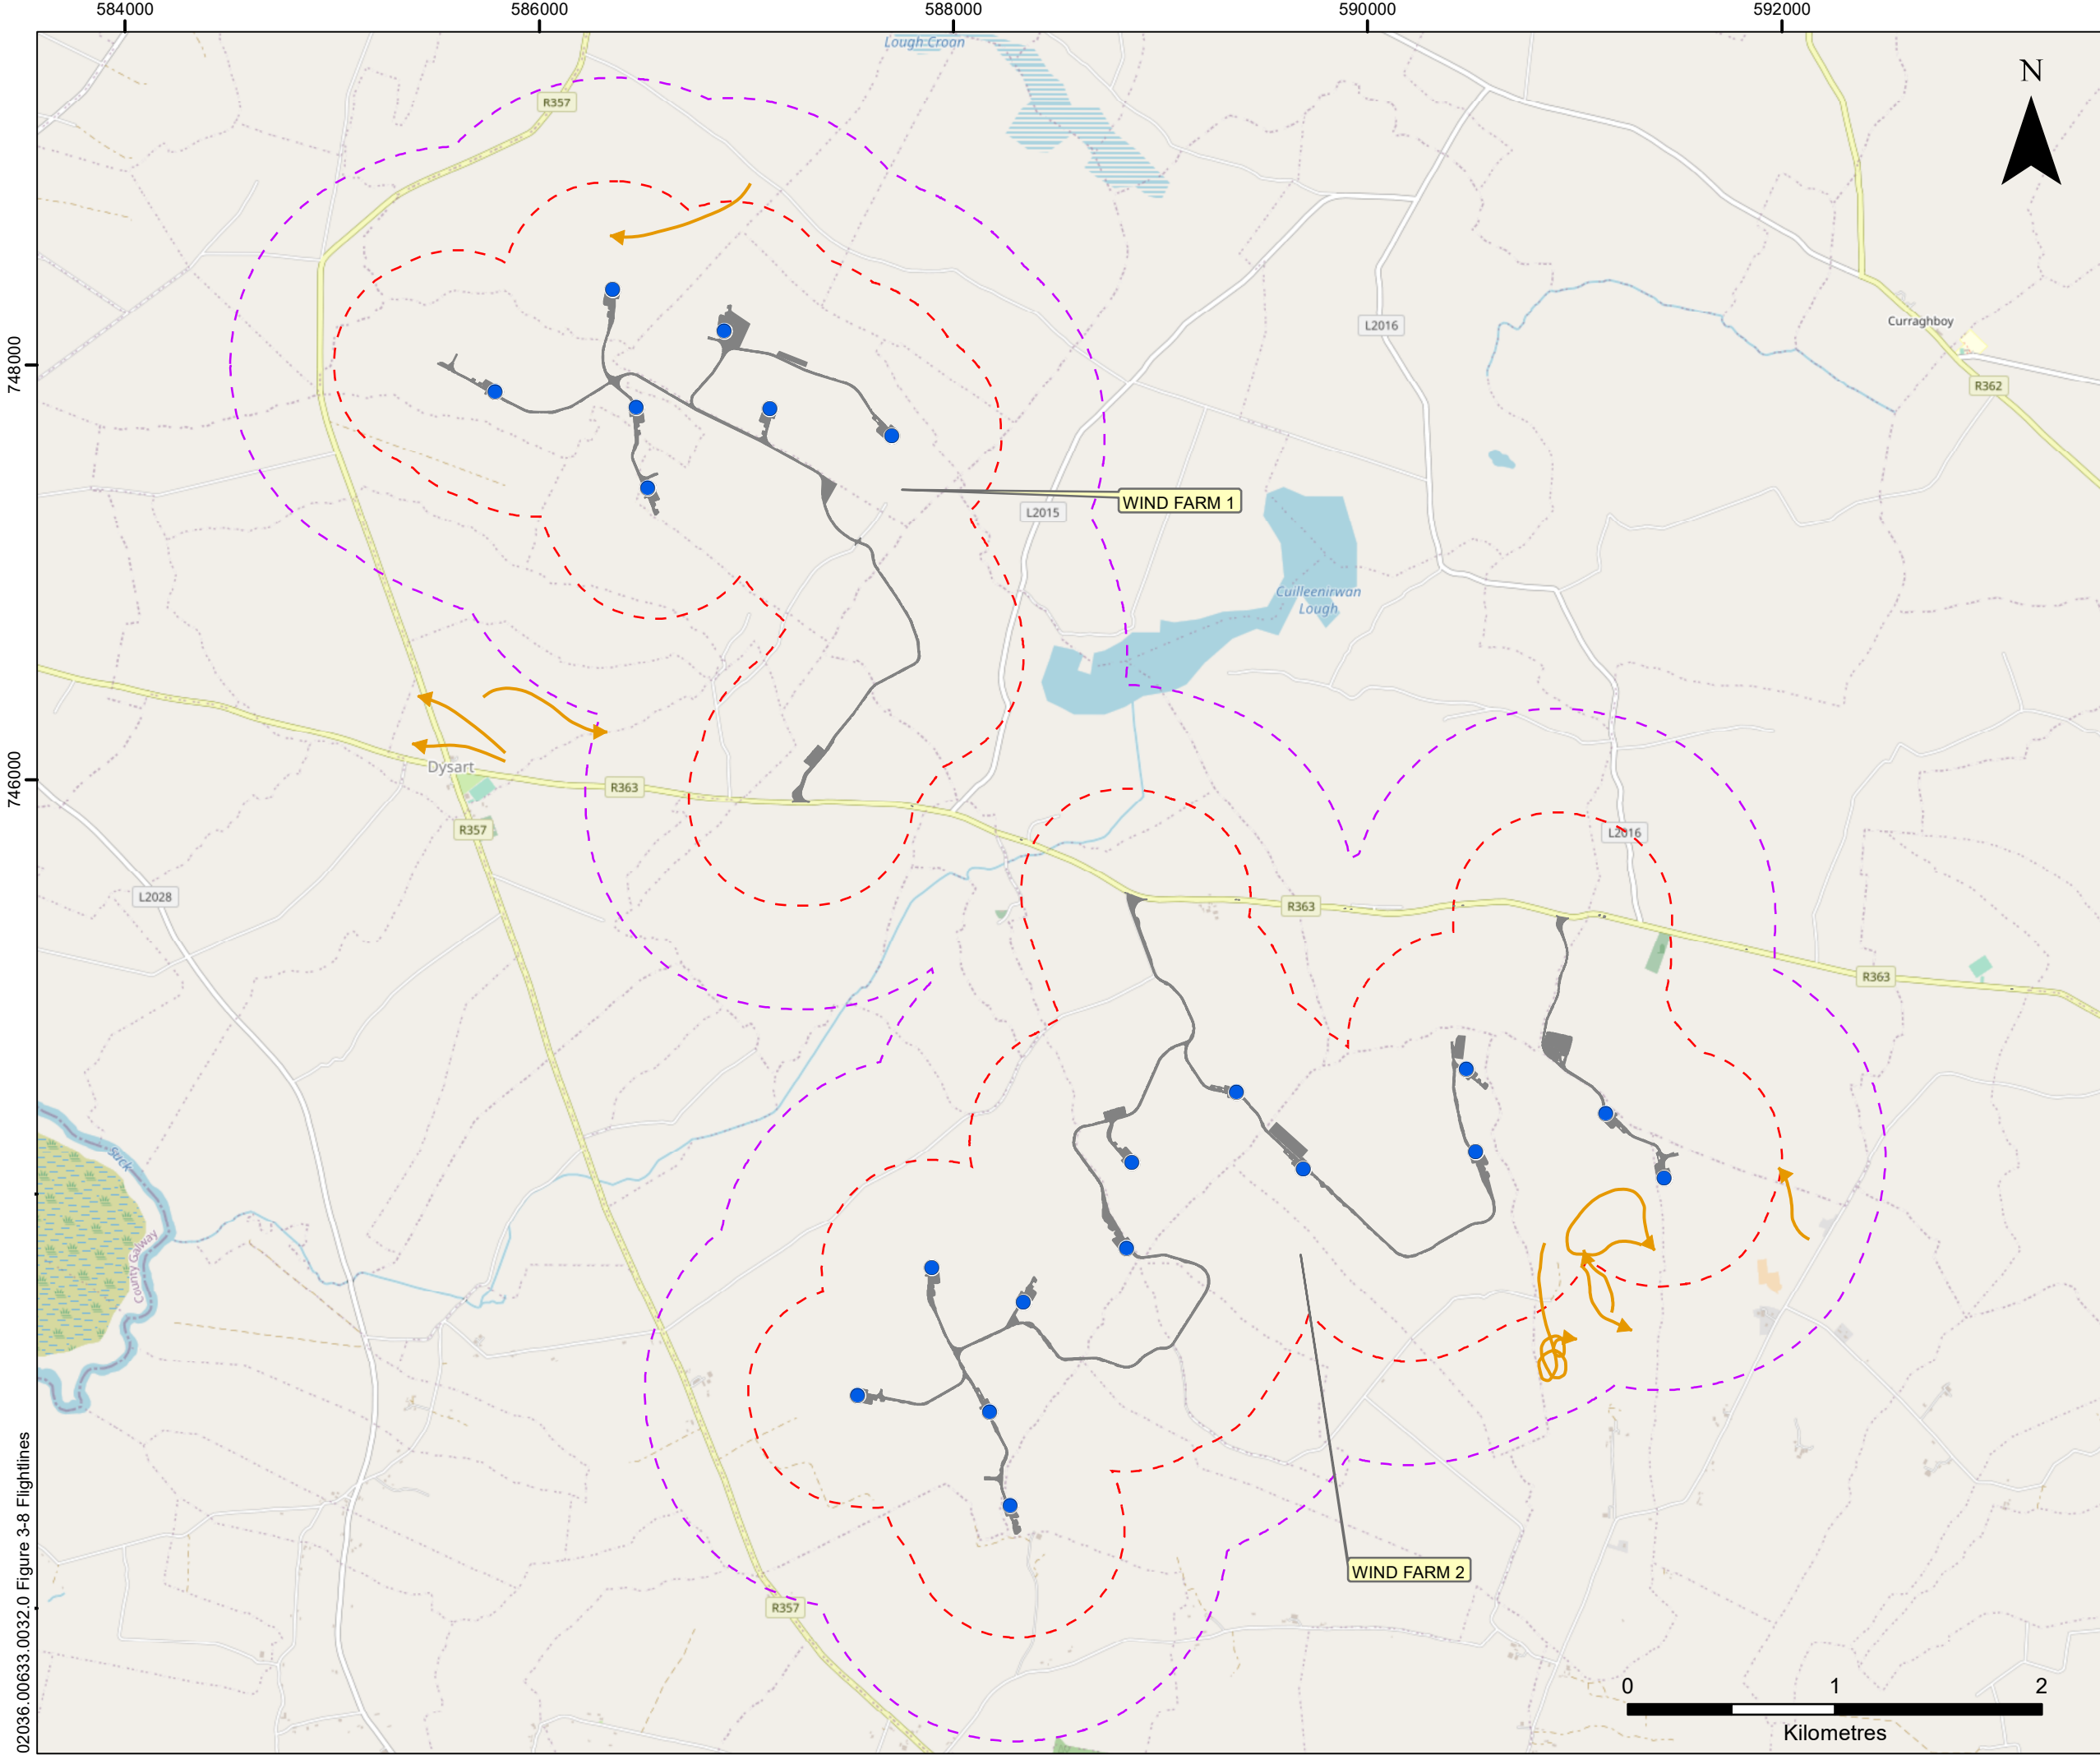 584000
586000
588000
590000
592000
Lough Croan
N
R357
L2016
Curraghboy
748000
R362
WIND FARM 1
L2015
Cuilleenirwan
Lough
746000
Dysart
R363
R357
L2016
L2028
R363
R363
Suck
County Galway
WIND FARM 2
R357
0
1
2
Kilometres
02036.00633.0032.0 Figure 3-8 Flightlines